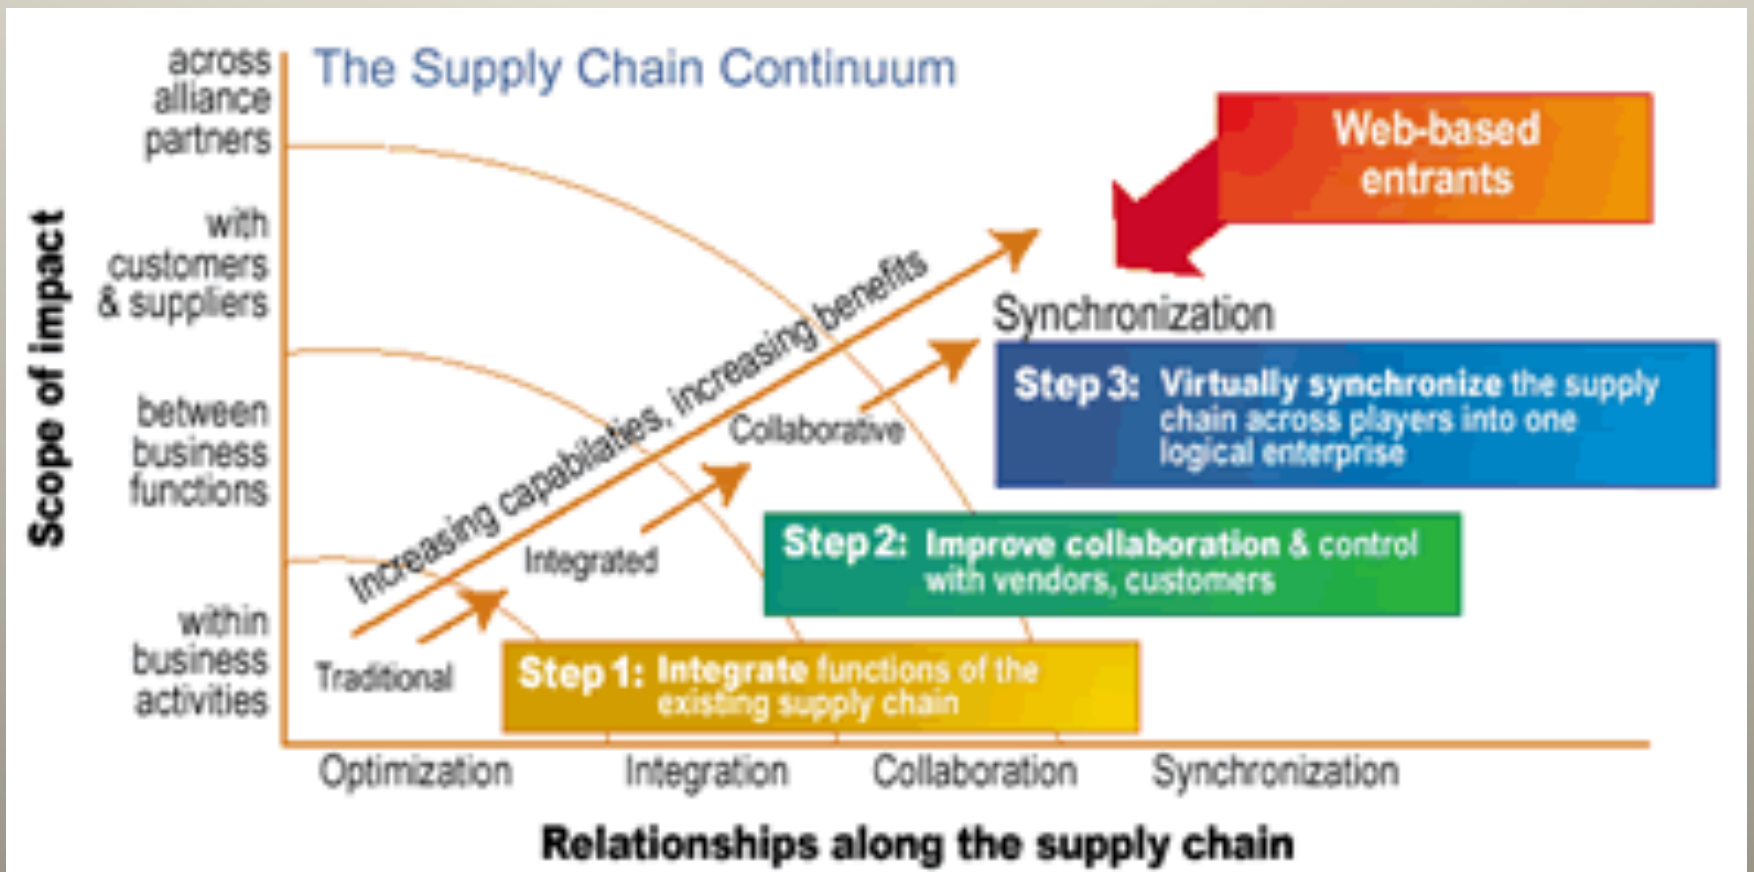 The Supply Chain Continuum
Scope of impact
across
alliance
partners
with
customers
& suppliers
between
business
functions
within
business
activities
Web-based
entrants
Increasing capabilaties, increasing benefits
Synchronization
Step 3: Virtually synchronize the supply
chain across players into one
logical enterprise
Collaborative
Step 2: Improve collaboration & control
with vendors, customers
Integrated
Step 1: Integrate functions of the
existing supply chain
Traditional
Optimization Integration Collaboration Synchronization
Relationships along the supply chain